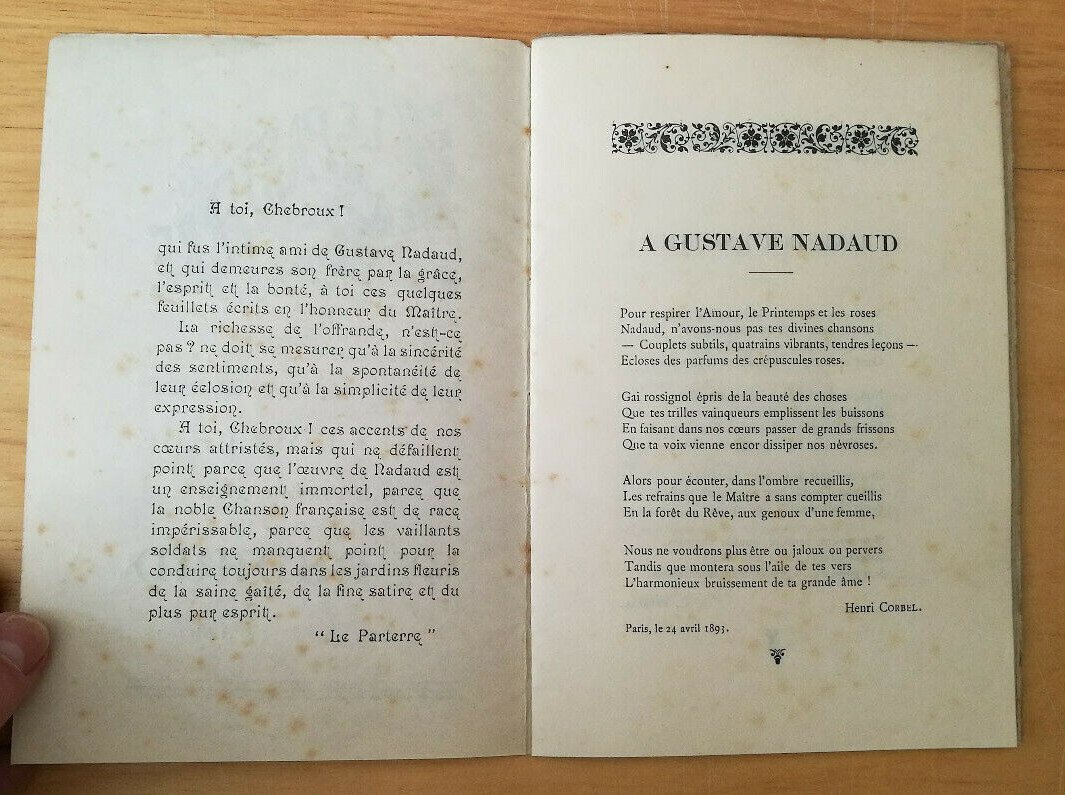 A toi, Chebroux !
qui fus l'intime ami de Gustave Nadaud,
et qui demeures son frère par la grâce,
l'esprit et la bonté, à toi ces quelques
feuillets écrits en l'honneur du Maître.
La richesse de l'offrande, n'est-ce
pas ? ne doit se mesurer qu'à la sincérité
des sentiments, qu'à la spontanéité de
leur éclosion et qu'à la simplicité de leur
expression.
A toi, Chebroux ! ces accents de nos
cœurs attristés, mais qui ne défaillent
point, parce que l'œuvre de Nadaud est
un enseignement immortel, parce que
la noble Chanson française est de race
impérissable, parce que les vaillants
soldats ne manquent point pour la
conduire toujours dans les jardins fleuris
de la saine gaîté, de la fine satire et du
plus pur esprit.
“ Le Parterre ”
A GUSTAVE NADAUD
Pour respirer l'Amour, le Printemps et les roses
Nadaud, n'avons-nous pas tes divines chansons
— Couplets subtils, quatrains vibrants, tendres leçons —
Ecloses des parfums des crépuscules roses.
Gai rossignol épris de la beauté des choses
Que tes trilles vainqueurs emplissent les buissons
En faisant dans nos cœurs passer de grands frissons
Que ta voix vienne encor dissiper nos névroses.
Alors pour écouter, dans l'ombre recueillis,
Les refrains que le Maître a sans compter cueillis
En la forêt du Rêve, aux genoux d'une femme,
Nous ne voudrons plus être ou jaloux ou pervers
Tandis que montera sous l'aile de tes vers
L'harmonieux bruissement de ta grande âme !
Henri CORBEL.
Paris, le 24 avril 1893.